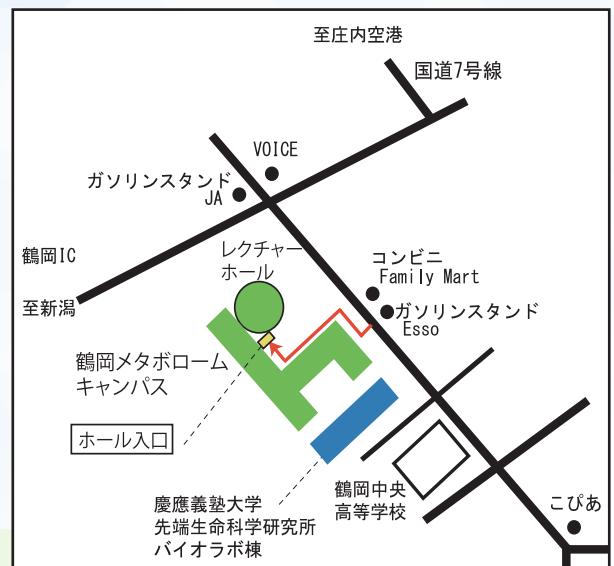 至庄内空港
国道7号線
VOICE
ガソリンスタンド
JA
鶴岡IC
至新潟
レクチャー
ホール
コンビニ
Family Mart
ガソリンスタンド
Esso
鶴岡メタボローム
キャンパス
ホール入口
慶應義塾大学
先端生命科学研究所
バイオラボ棟
鶴岡中央
高等学校
こぴあ